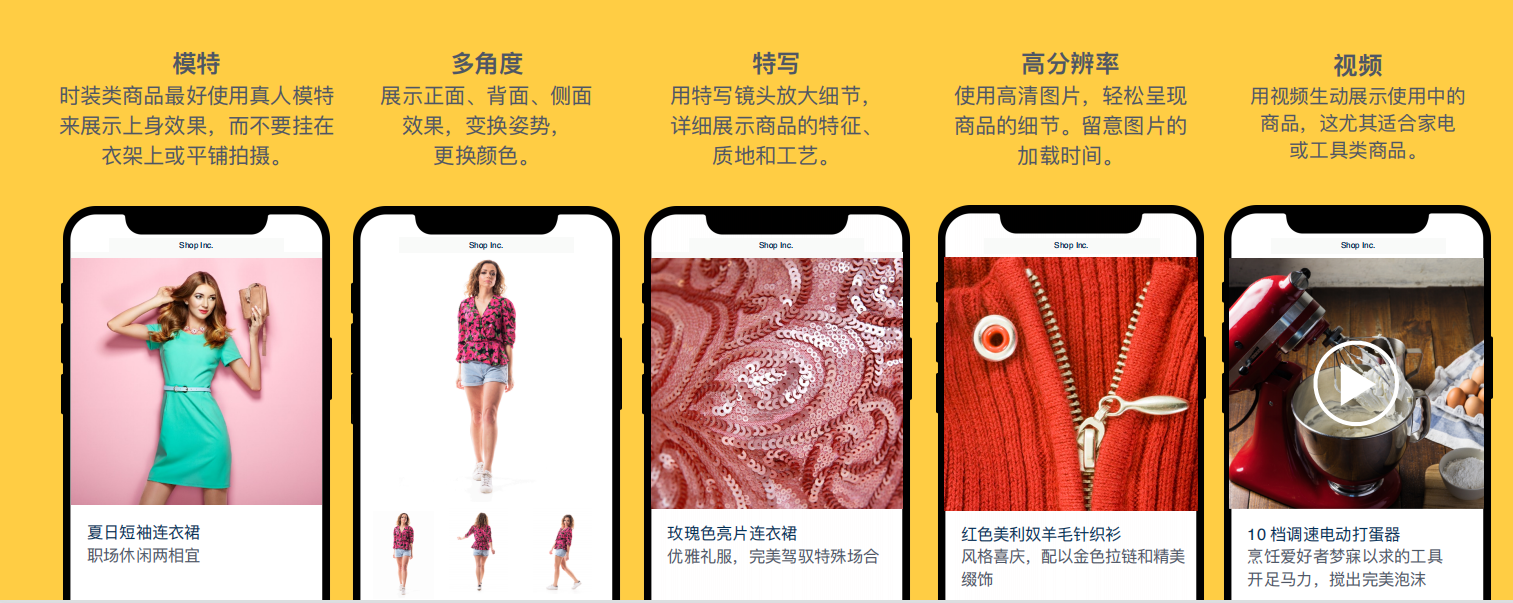 模特
时装类商品最好使用真人模特
来展示上身效果，而不要挂在
衣架上或平铺拍摄。
Shop Inc.
夏日短袖连衣裙
职场休闲两相宜
多角度
展示正面、背面、侧面
效果，变换姿势，
更换颜色。
Shop Inc.
特写
用特写镜头放大细节，
详细展示商品的特征、
质地和工艺。
Shop Inc.
玫瑰色亮片连衣裙
优雅礼服，完美驾驭特殊场合
高分辨率
使用高清图片，轻松呈现
商品的细节。留意图片的
加载时间。
Shop Inc.
红色美利奴羊毛针织衫
风格喜庆，配以金色拉链和精美
缀饰
视频
用视频生动展示使用中的
商品，这尤其适合家电
或工具类商品。
Shop Inc.
10 档调速电动打蛋器
烹饪爱好者梦寐以求的工具
开足马力，搅出完美泡沫